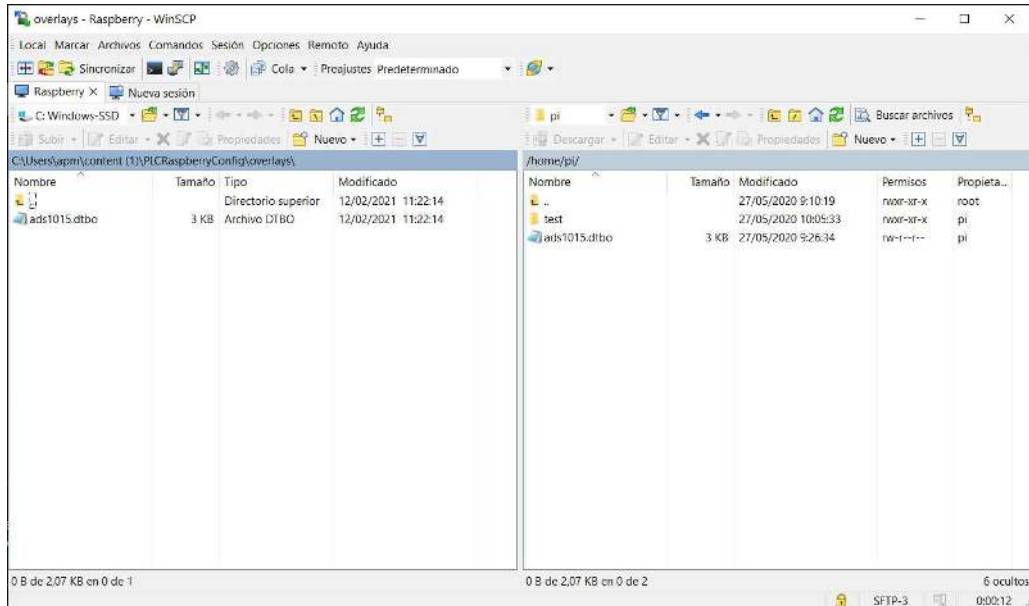 overlays - Raspberry - WinSCP
Local Marcar Archivos Comandos Sesión Opciones Remoto Ayuda
Sincronizar Cola Preajustes Predeterminado
Raspberry Nueva sesión
C: Windows-SSD pi Buscar archivos
Subir Editar Propiedades Nuevo Descargar Editar Propiedades Nuevo
C:\Users\apm\content (1)\PLCRaspberryConfig\overlays\ /home/pi/
Nombre Tamaño Tipo Modificado Nombre Tamaño Modificado Permisos Propieta...
.. Directorio superior 12/02/2021 11:22:14 .. 27/05/2020 9:10:19 rwxr-xr-x root
ads1015.dtbo 3 KB Archivo DTBO 12/02/2021 11:22:14 test 27/05/2020 10:05:33 rwxr-xr-x pi
ads1015.dtbo 3 KB 27/05/2020 9:26:34 rw-r--r-- pi
0 B de 2,07 KB en 0 de 1 0 B de 2,07 KB en 0 de 2 6 ocultos
SFTP-3 0:00:12